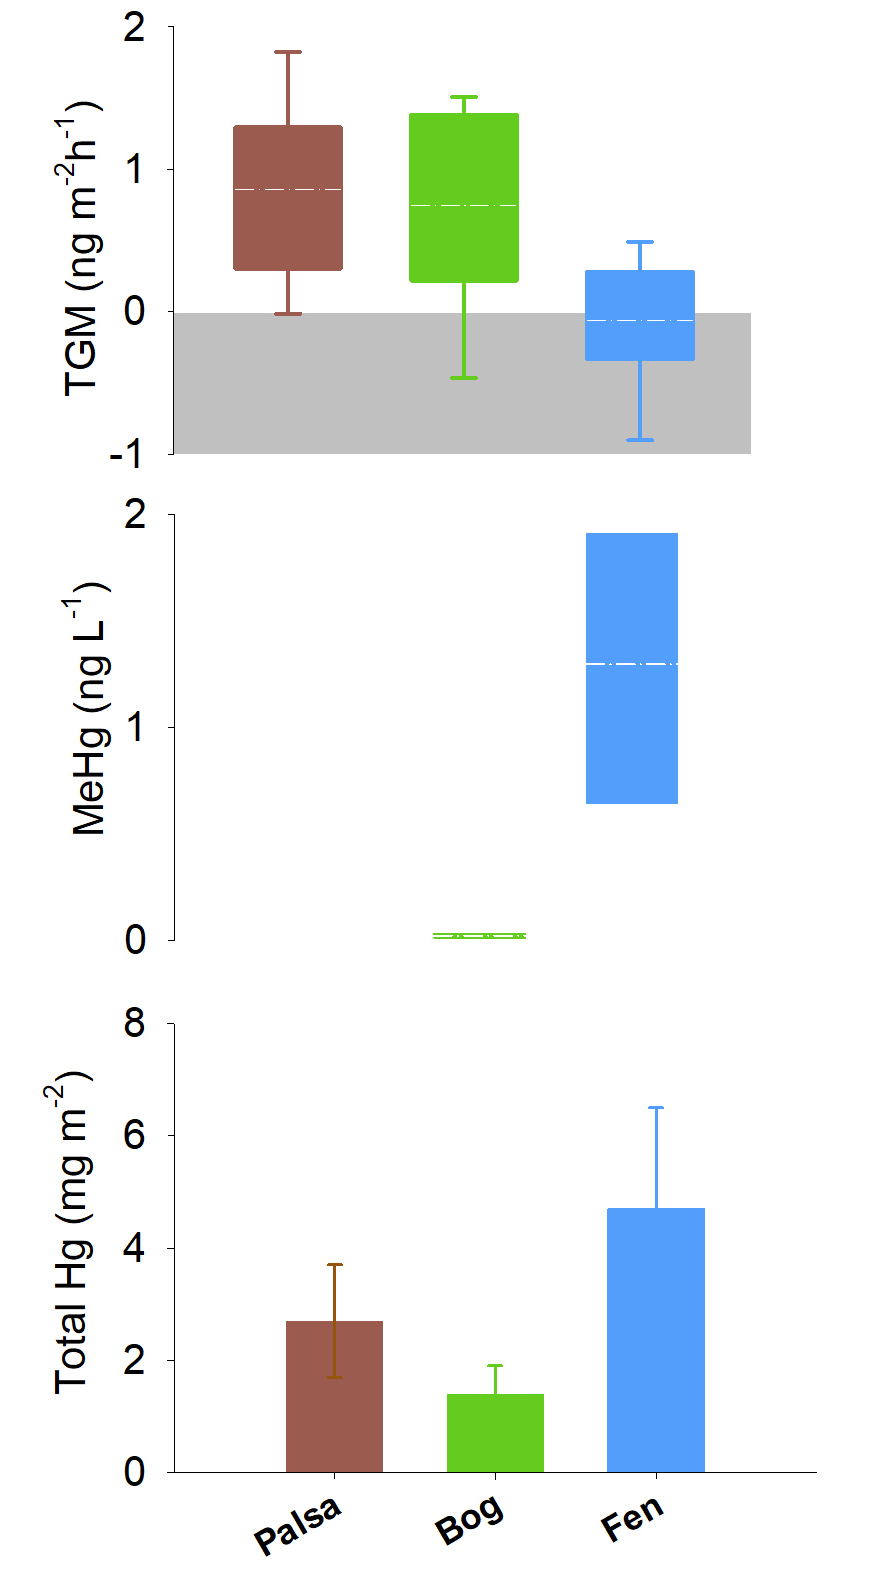 TGM (ng m⁻²h⁻¹)
2
1
0
-1
MeHg (ng L⁻¹)
2
1
0
Total Hg (mg m⁻²)
8
6
4
2
0
Palsa
Bog
Fen